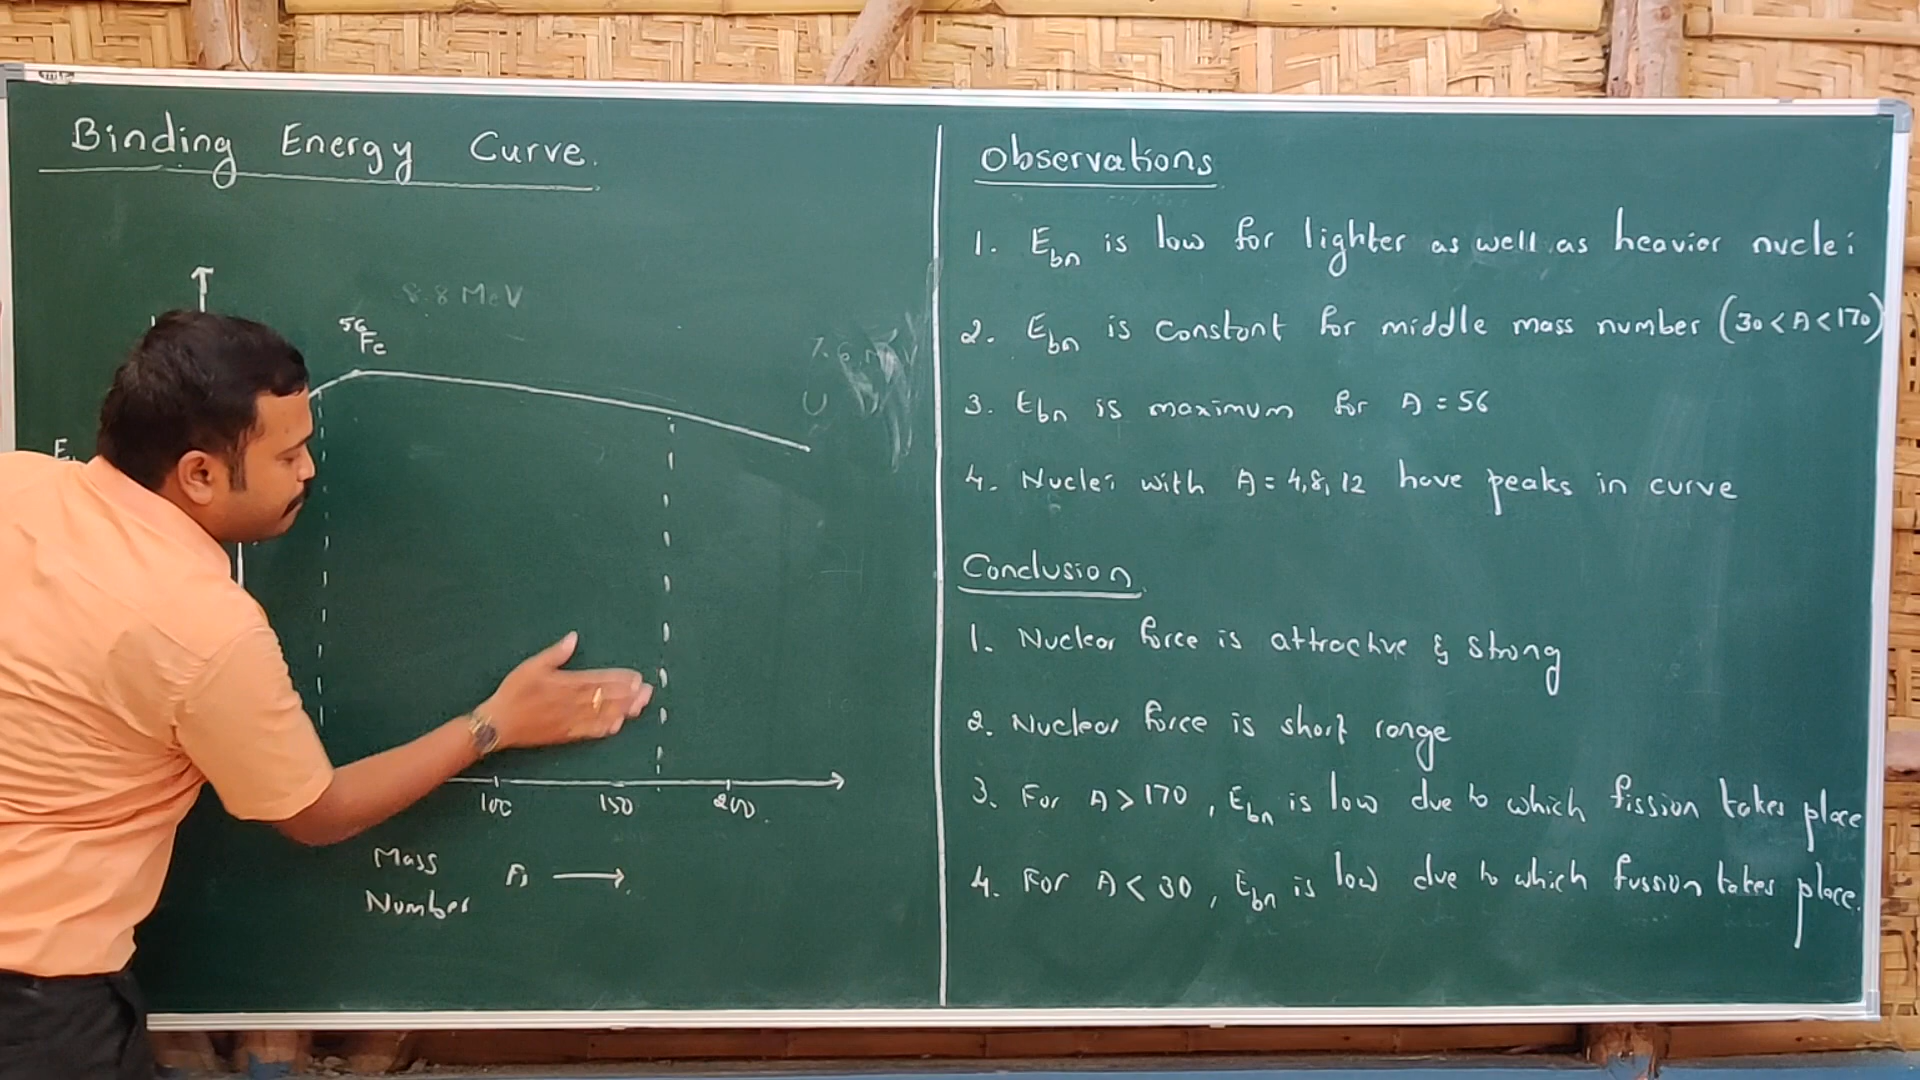 Binding Energy Curve.
8.8 MeV
56
Fe
U
100 150 200
Mass
Number A
Observations
1. Ebn is low for lighter as well as heavier nuclei
2. Ebn is constant for middle mass number (30 < A < 170)
3. Ebn is maximum for A = 56
4. Nuclei with A = 4, 8, 12 have peaks in curve
Conclusion
1. Nuclear force is attractive & strong
2. Nuclear force is short range
3. For A > 170, Ebn is low due to which fission takes place
4. For A < 30, Ebn is low due to which fussion takes place.